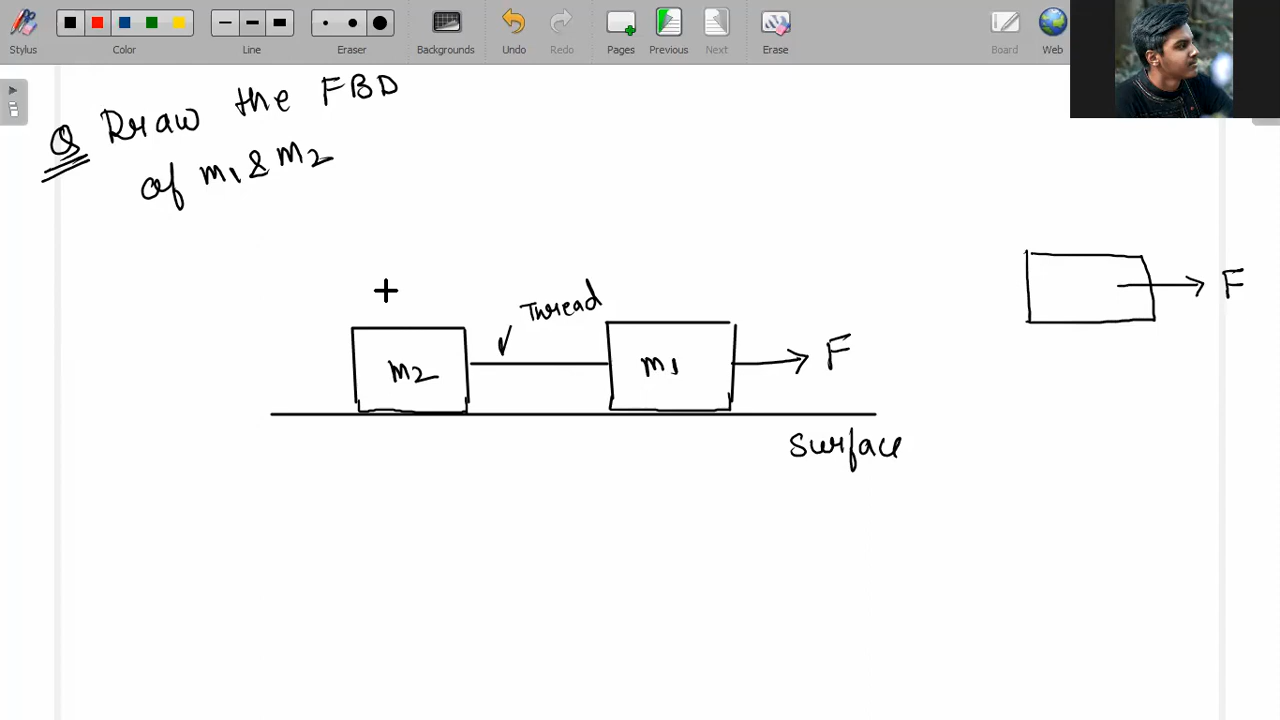 Stylus Color Line Eraser Backgrounds Undo Redo Pages Previous Next Erase Board Web
Q Draw the FBD
of m1 & m2
F
Thread
m2 m1 F
Surface